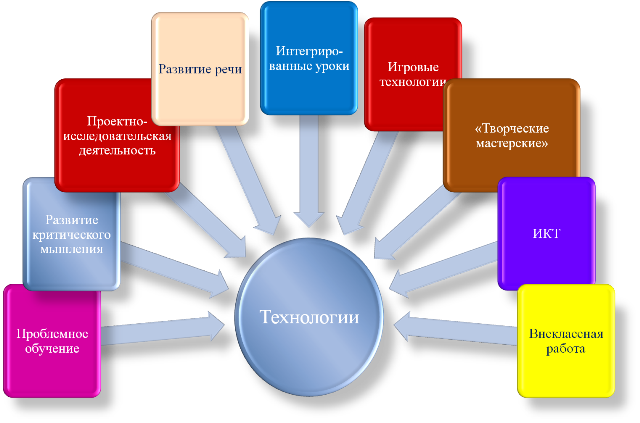 Проблемное
обучение
Развитие
критического
мышления
Проектно-
исследовательская
деятельность
Развитие речи
Интегриро-
ванные уроки
Игровые
технологии
«Творческие
мастерские»
ИКТ
Внеклассная
работа
Технологии